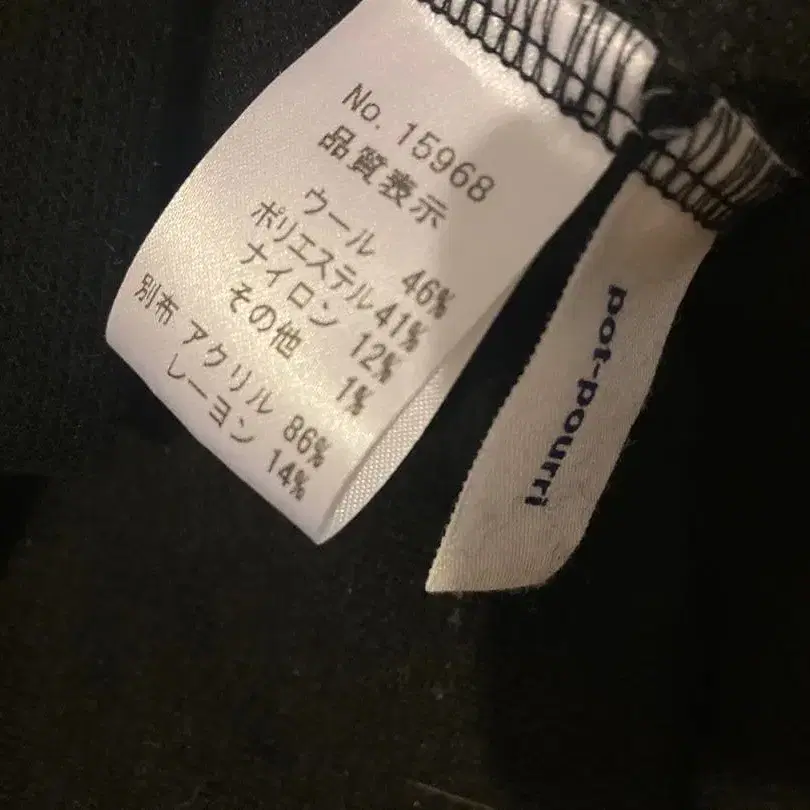 No. 15968
品質表示
ウール 46%
ポリエステル 41%
ナイロン 12%
その他 1%
別布 アクリル 86%
レーヨン 14%
pot-pourri